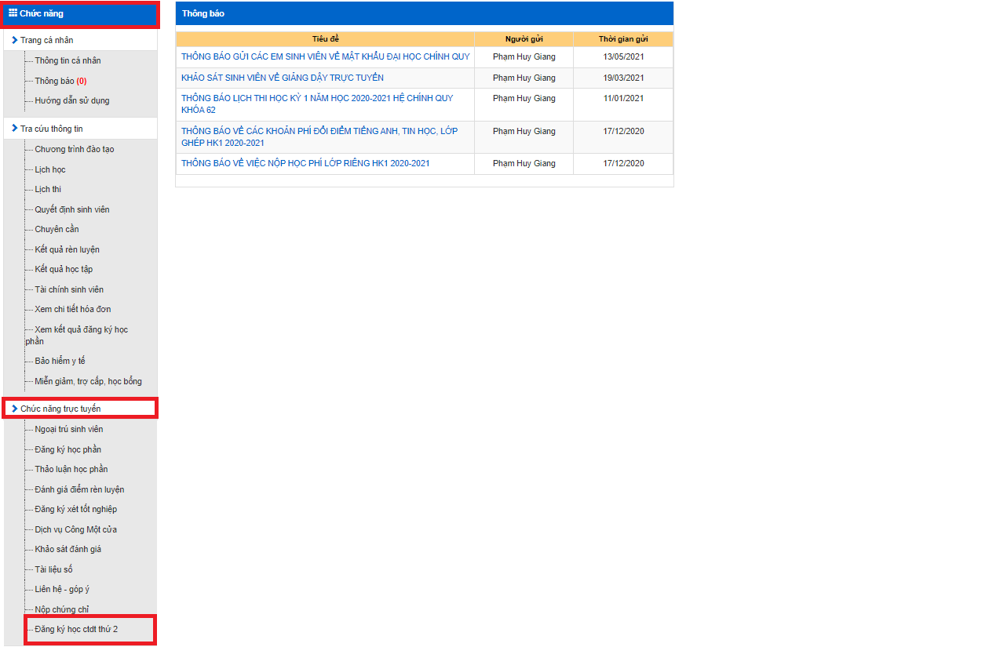 Chức năng
Trang cá nhân
Thông tin cá nhân
Thông báo (0)
Hướng dẫn sử dụng
Tra cứu thông tin
Chương trình đào tạo
Lịch học
Lịch thi
Quyết định sinh viên
Chuyên cần
Kết quả rèn luyện
Kết quả học tập
Tài chính sinh viên
Xem chi tiết hóa đơn
Xem kết quả đăng ký học
phần
Bảo hiểm y tế
Miễn giảm, trợ cấp, học bổng
Chức năng trực tuyến
Ngoại trú sinh viên
Đăng ký học phần
Thảo luận học phần
Đánh giá điểm rèn luyện
Đăng ký xét tốt nghiệp
Dịch vụ Công Một cửa
Khảo sát đánh giá
Tài liệu số
Liên hệ - góp ý
Nộp chứng chỉ
Đăng ký học ctdt thứ 2
Thông báo
Tiêu đề Người gửi Thời gian gửi
THÔNG BÁO GỬI CÁC EM SINH VIÊN VỀ MẬT KHẨU ĐẠI HỌC CHÍNH QUY Phạm Huy Giang 13/05/2021
KHẢO SÁT SINH VIÊN VỀ GIẢNG DẬY TRỰC TUYẾN Phạm Huy Giang 19/03/2021
THÔNG BÁO LỊCH THI HỌC KỲ 1 NĂM HỌC 2020-2021 HỆ CHÍNH QUY Phạm Huy Giang 11/01/2021
KHÓA 62
THÔNG BÁO VỀ CÁC KHOẢN PHÍ ĐỔI ĐIỂM TIẾNG ANH, TIN HỌC, LỚP Phạm Huy Giang 17/12/2020
GHÉP HK1 2020-2021
THÔNG BÁO VỀ VIỆC NỘP HỌC PHÍ LỚP RIÊNG HK1 2020-2021 Phạm Huy Giang 17/12/2020